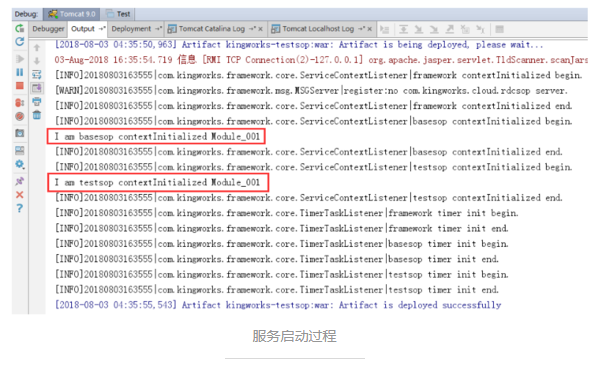 Debug: Tomcat 9.0 Test
Debugger Output Deployment Tomcat Catalina Log Tomcat Localhost Log
[2018-08-03 04:35:50,963] Artifact kingworks-testsop:war: Artifact is being deployed, please wait...
03-Aug-2018 16:35:54.719 信息 [RMI TCP Connection(2)-127.0.0.1] org.apache.jasper.servlet.TldScanner.scanJars
[INFO]20180803163555|com.kingworks.framework.core.ServiceContextListener|framework contextInitialized begin.
[WARN]20180803163555|com.kingworks.framework.msg.MSGServer|register:no com.kingworks.cloud.rdcsop server.
[INFO]20180803163555|com.kingworks.framework.core.ServiceContextListener|framework contextInitialized end.
[INFO]20180803163555|com.kingworks.framework.core.ServiceContextListener|basesop contextInitialized begin.
I am basesop contextInitialized Module_001
[INFO]20180803163555|com.kingworks.framework.core.ServiceContextListener|basesop contextInitialized end.
[INFO]20180803163555|com.kingworks.framework.core.ServiceContextListener|testsop contextInitialized begin.
I am testsop contextInitialized Module_001
[INFO]20180803163555|com.kingworks.framework.core.ServiceContextListener|testsop contextInitialized end.
[INFO]20180803163555|com.kingworks.framework.core.TimerTaskListener|framework timer init begin.
[INFO]20180803163555|com.kingworks.framework.core.TimerTaskListener|framework timer init end.
[INFO]20180803163555|com.kingworks.framework.core.TimerTaskListener|basesop timer init begin.
[INFO]20180803163555|com.kingworks.framework.core.TimerTaskListener|basesop timer init end.
[INFO]20180803163555|com.kingworks.framework.core.TimerTaskListener|testsop timer init begin.
[INFO]20180803163555|com.kingworks.framework.core.TimerTaskListener|testsop timer init end.
[2018-08-03 04:35:55,543] Artifact kingworks-testsop:war: Artifact is deployed successfully
服务启动过程